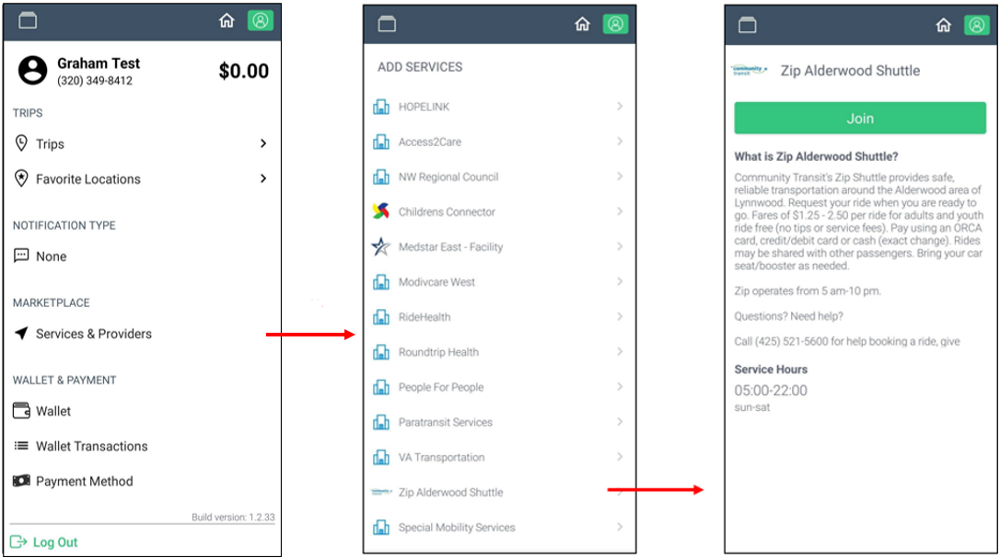 Graham Test
(320) 349-8412
$0.00
TRIPS
Trips
Favorite Locations
NOTIFICATION TYPE
None
MARKETPLACE
Services & Providers
WALLET & PAYMENT
Wallet
Wallet Transactions
Payment Method
Build version: 1.2.33
Log Out
ADD SERVICES
HOPELINK
Access2Care
NW Regional Council
Childrens Connector
Medstar East - Facility
Modivcare West
RideHealth
Roundtrip Health
People For People
Paratransit Services
VA Transportation
Zip Alderwood Shuttle
Special Mobility Services
community
transit
Zip Alderwood Shuttle
Join
What is Zip Alderwood Shuttle?
Community Transit's Zip Shuttle provides safe,
reliable transportation around the Alderwood area of
Lynnwood. Request your ride when you are ready to
go. Fares of $1.25 - 2.50 per ride for adults and youth
ride free (no tips or service fees). Pay using an ORCA
card, credit/debit card or cash (exact change). Rides
may be shared with other passengers. Bring your car
seat/booster as needed.
Zip operates from 5 am-10 pm.
Questions? Need help?
Call (425) 521-5600 for help booking a ride, give
Service Hours
05:00-22:00
sun-sat